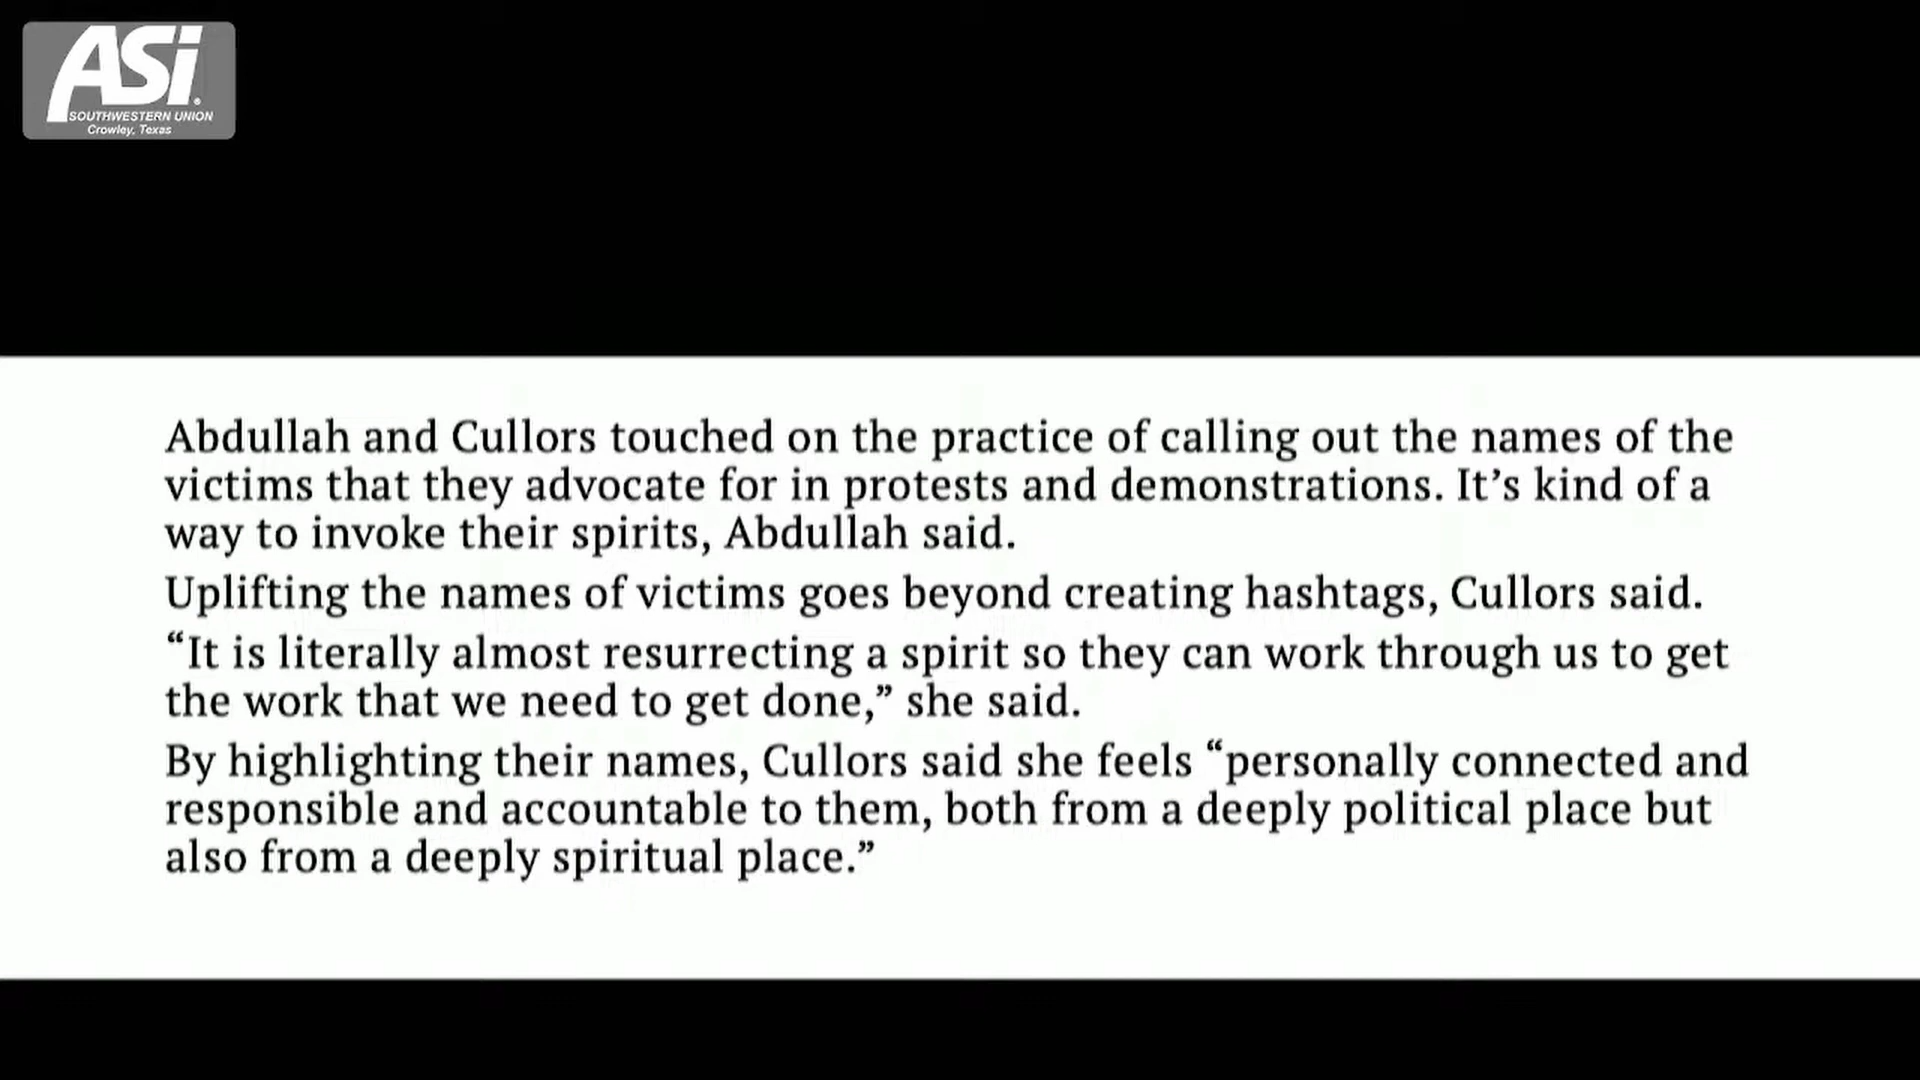 ASi.
SOUTHWESTERN UNION
Crowley, Texas
Abdullah and Cullors touched on the practice of calling out the names of the
victims that they advocate for in protests and demonstrations. It’s kind of a
way to invoke their spirits, Abdullah said.
Uplifting the names of victims goes beyond creating hashtags, Cullors said.
“It is literally almost resurrecting a spirit so they can work through us to get
the work that we need to get done,” she said.
By highlighting their names, Cullors said she feels “personally connected and
responsible and accountable to them, both from a deeply political place but
also from a deeply spiritual place.”